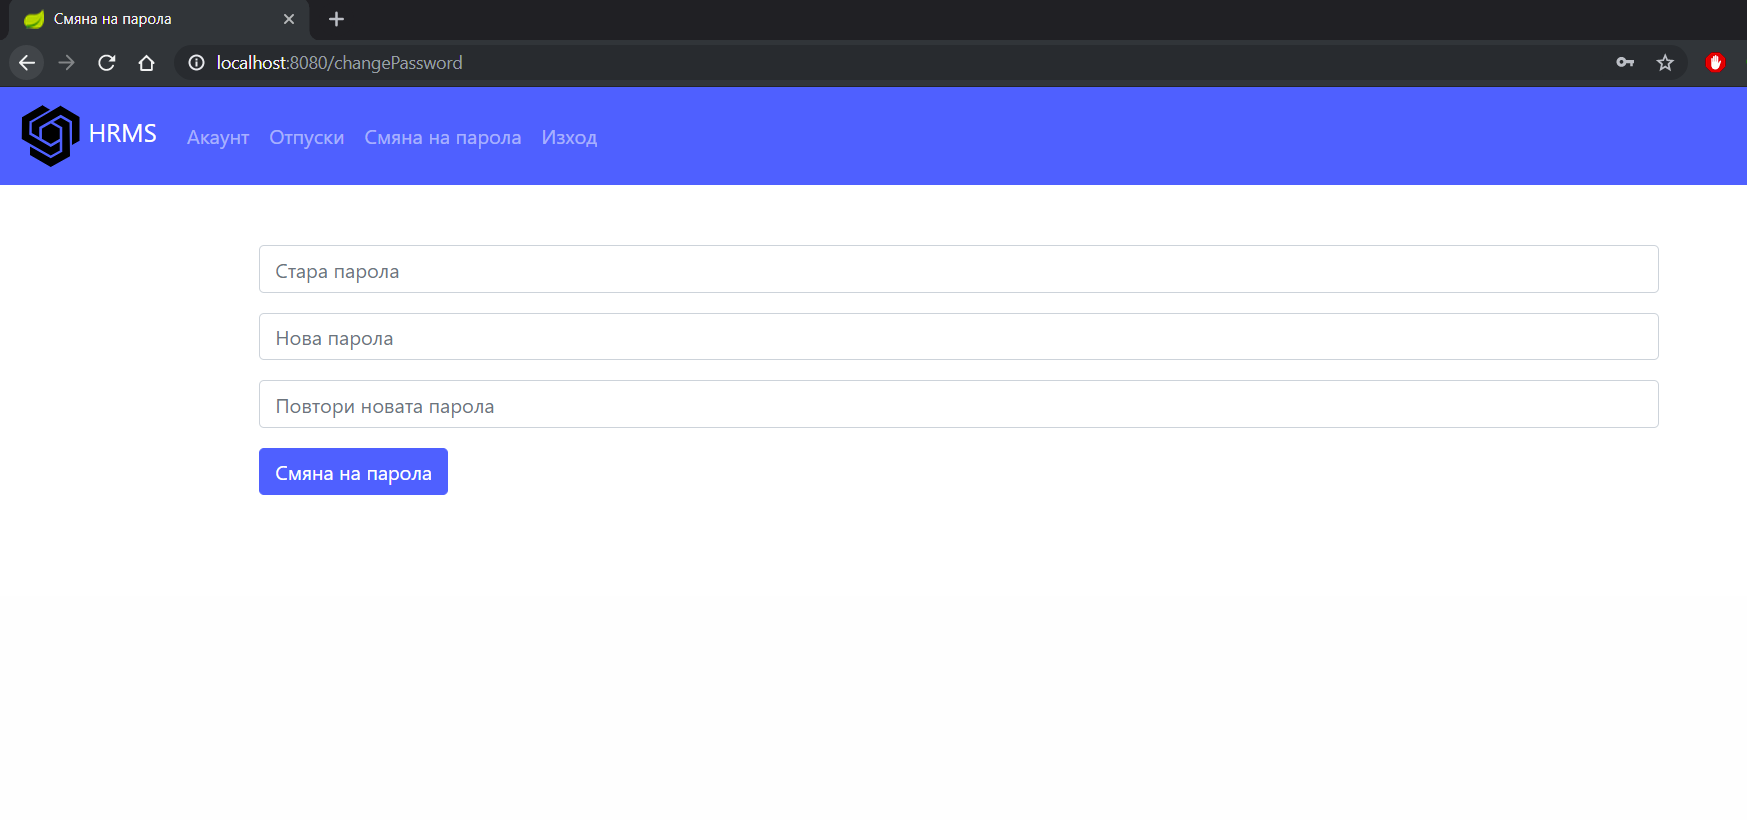 Смяна на парола
localhost:8080/changePassword
HRMS Акаунт Отпуски Смяна на парола Изход
Стара парола
Нова парола
Повтори новата парола
Смяна на парола